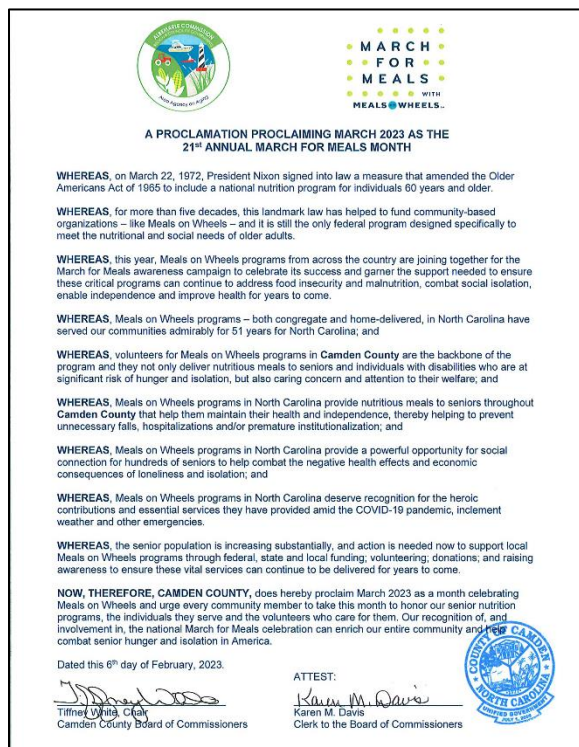 ALBEMARLE COMMISSION
Area Agency on Aging
MARCH
FOR
MEALS
WITH
MEALS ON WHEELS
A PROCLAMATION PROCLAIMING MARCH 2023 AS THE
21st ANNUAL MARCH FOR MEALS MONTH
WHEREAS, on March 22, 1972, President Nixon signed into law a measure that amended the Older
Americans Act of 1965 to include a national nutrition program for individuals 60 years and older.
WHEREAS, for more than five decades, this landmark law has helped to fund community-based
organizations – like Meals on Wheels – and it is still the only federal program designed specifically to
meet the nutritional and social needs of older adults.
WHEREAS, this year, Meals on Wheels programs from across the country are joining together for the
March for Meals awareness campaign to celebrate its success and garner the support needed to ensure
these critical programs can continue to address food insecurity and malnutrition, combat social isolation,
enable independence and improve health for years to come.
WHEREAS, Meals on Wheels programs – both congregate and home-delivered, in North Carolina have
served our communities admirably for 51 years for North Carolina; and
WHEREAS, volunteers for Meals on Wheels programs in Camden County are the backbone of the
program and they not only deliver nutritious meals to seniors and individuals with disabilities who are at
significant risk of hunger and isolation, but also caring concern and attention to their welfare; and
WHEREAS, Meals on Wheels programs in North Carolina provide nutritious meals to seniors throughout
Camden County that help them maintain their health and independence, thereby helping to prevent
unnecessary falls, hospitalizations and/or premature institutionalization; and
WHEREAS, Meals on Wheels programs in North Carolina provide a powerful opportunity for social
connection for hundreds of seniors to help combat the negative health effects and economic
consequences of loneliness and isolation; and
WHEREAS, Meals on Wheels programs in North Carolina deserve recognition for the heroic
contributions and essential services they have provided amid the COVID-19 pandemic, inclement
weather and other emergencies.
WHEREAS, the senior population is increasing substantially, and action is needed now to support local
Meals on Wheels programs through federal, state and local funding; volunteering; donations; and raising
awareness to ensure these vital services can continue to be delivered for years to come.
NOW, THEREFORE, CAMDEN COUNTY, does hereby proclaim March 2023 as a month celebrating
Meals on Wheels and urge every community member to take this month to honor our senior nutrition
programs, the individuals they serve and the volunteers who care for them. Our recognition of, and
involvement in, the national March for Meals celebration can enrich our entire community and help
combat senior hunger and isolation in America.
Dated this 6th day of February, 2023.
ATTEST:
Karen M. Davis
Tiffney White, Chair
Camden County Board of Commissioners
Karen M. Davis
Clerk to the Board of Commissioners
COUNTY OF CAMDEN
NORTH CAROLINA
UNIFIED GOVERNMENT